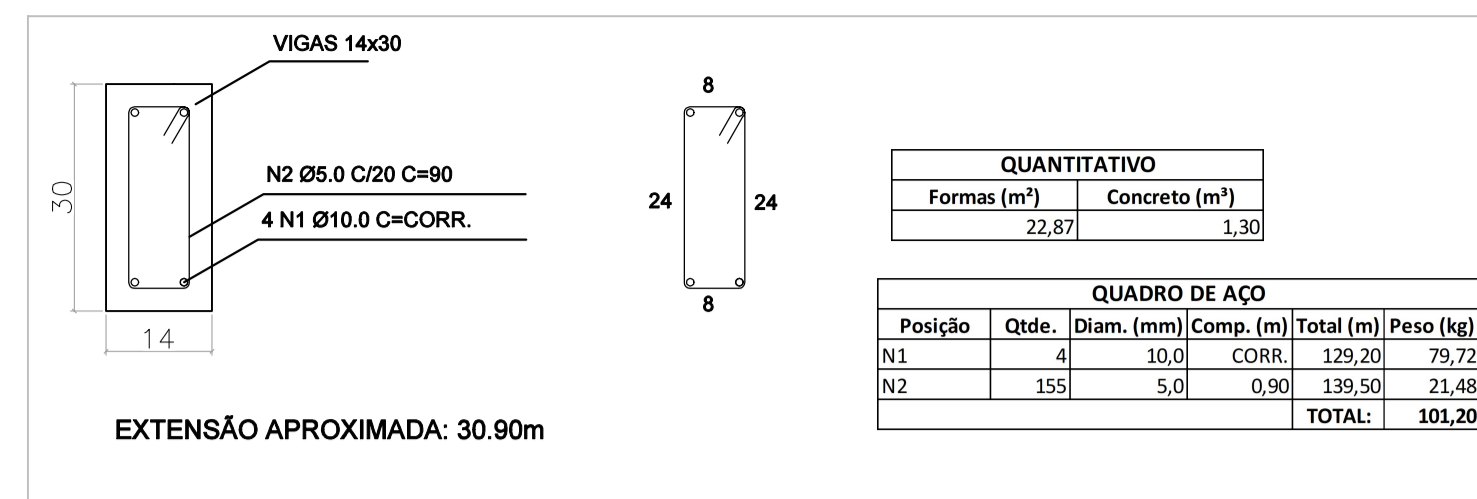 VIGAS 14x30
30
N2 Ø5.0 C/20 C=90
4 N1 Ø10.0 C=CORR.
14
EXTENSÃO APROXIMADA: 30.90m
8
24 24
8
QUANTITATIVO
Formas (m²) Concreto (m³)
22,87 1,30
QUADRO DE AÇO
Posição Qtde. Diam. (mm) Comp. (m) Total (m) Peso (kg)
N1 4 10,0 CORR. 129,20 79,72
N2 155 5,0 0,90 139,50 21,48
TOTAL: 101,20